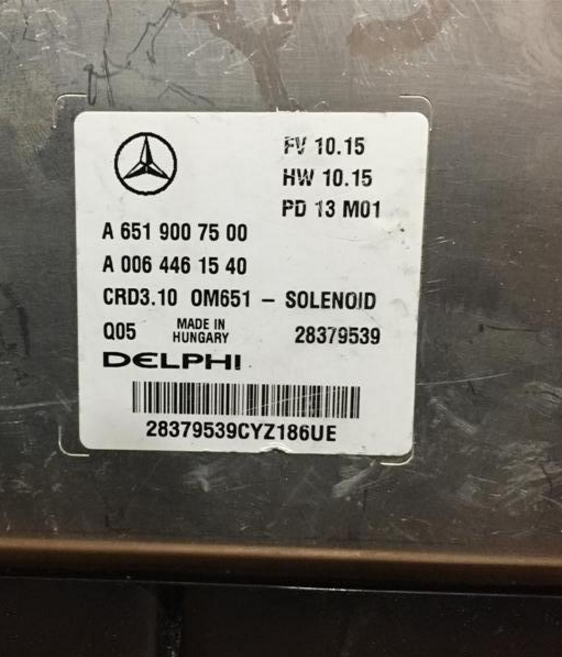 FV 10.15
HW 10.15
PD 13 M01
A 651 900 75 00
A 006 446 15 40
CRD3.10 OM651 - SOLENOID
Q05 MADE IN HUNGARY 28379539
DELPHI
28379539CYZ186UE